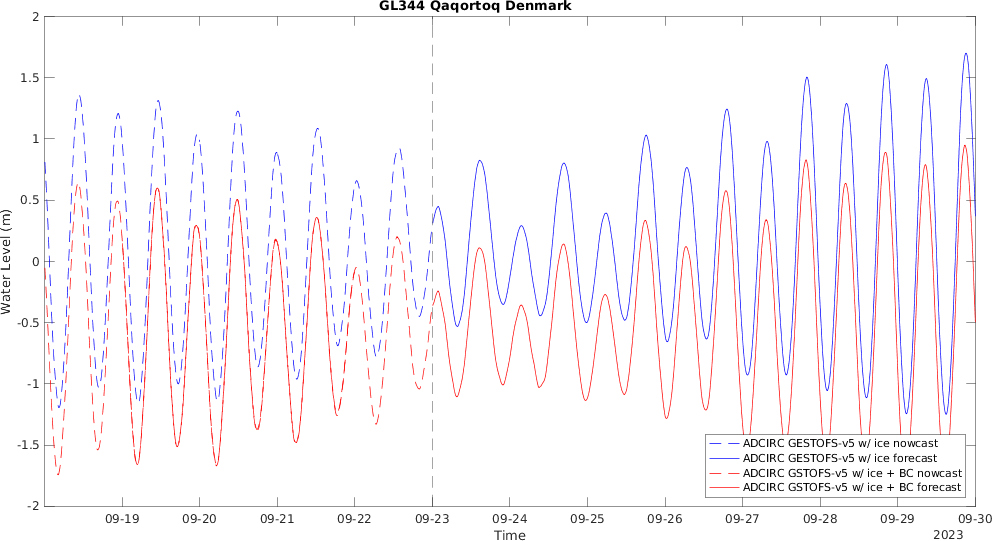 GL344 Qaqortoq Denmark
2
1.5
1
0.5
0
-0.5
-1
-1.5
-2
Water Level (m)
ADCIRC GESTOFS-v5 w/ ice nowcast
ADCIRC GESTOFS-v5 w/ ice forecast
ADCIRC GSTOFS-v5 w/ ice + BC nowcast
ADCIRC GSTOFS-v5 w/ ice + BC forecast
09-19 09-20 09-21 09-22 09-23 09-24 09-25 09-26 09-27 09-28 09-29 09-30
Time
2023